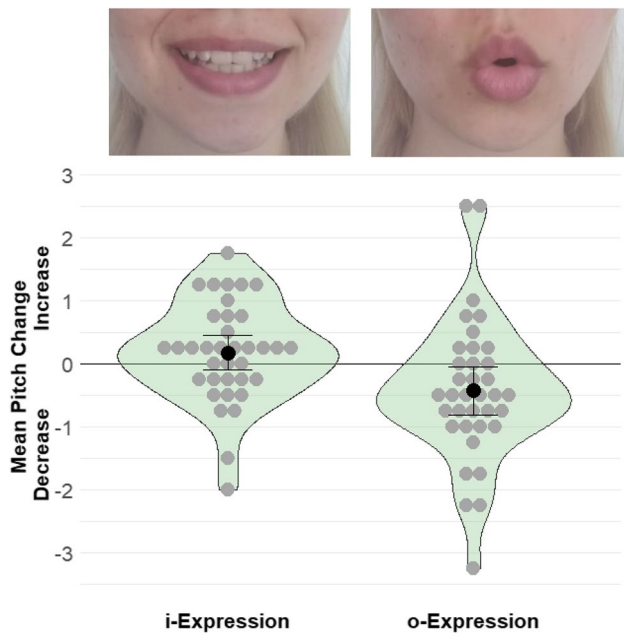 3
2
1
0
-1
-2
-3
Mean Pitch Change
Decrease Increase
i-Expression o-Expression